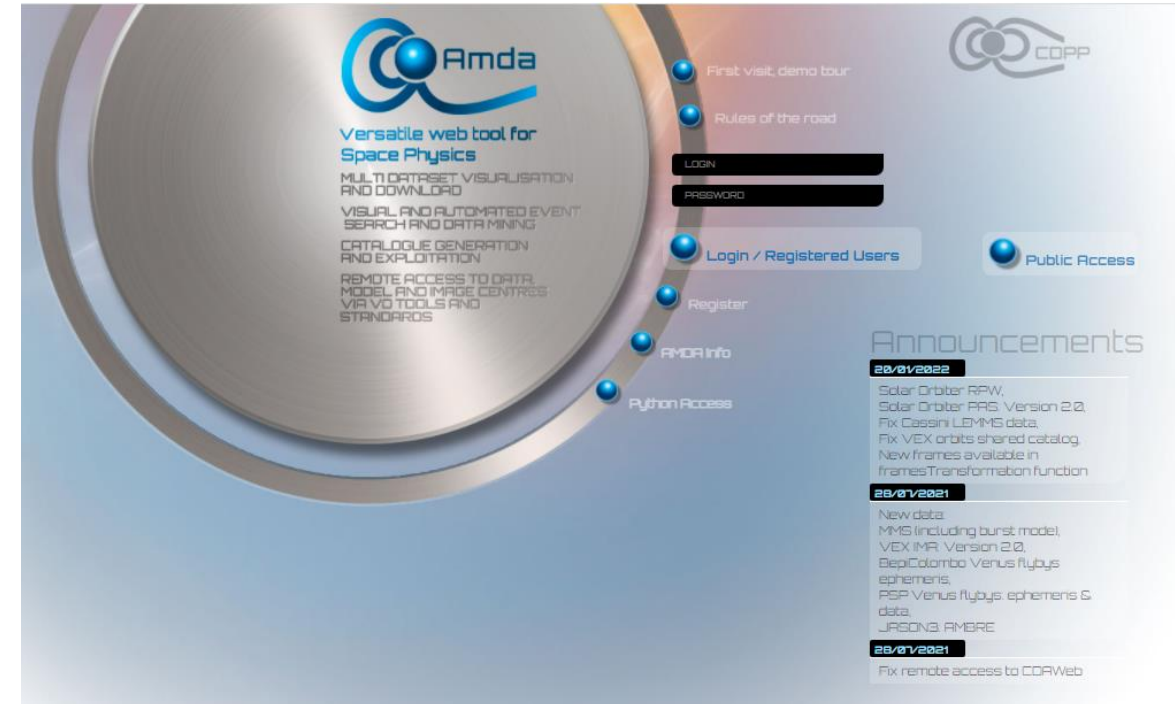 Amda
Versatile web tool for
Space Physics
MULTI DATASET VISUALISATION
AND DOWNLOAD
VISUAL AND AUTOMATED EVENT
SEARCH AND DATA MINING
CATALOGUE GENERATION
AND EXPLOITATION
REMOTE ACCESS TO DATA,
MODEL AND IMAGE CENTRES
VIA VO TOOLS AND
STANDARDS
First visit, demo tour
Rules of the road
LOGIN
PASSWORD
Login / Registered Users
Register
AMDA Info
Python Access
CDPP
Public Access
Announcements
20/01/2022
Solar Orbiter RPW,
Solar Orbiter PAS: Version 2.0,
Fix Cassini LEMMS data,
Fix VEX orbits shared catalog,
New frames available in
framesTransformation function
28/07/2021
New data:
MMS (including burst mode),
VEX IMA: Version 2.0,
BepiColombo Venus flybys
ephemeris,
PSP Venus flybys: ephemeris &
data,
JASON3: AMBRE
28/07/2021
Fix remote access to CDAWeb